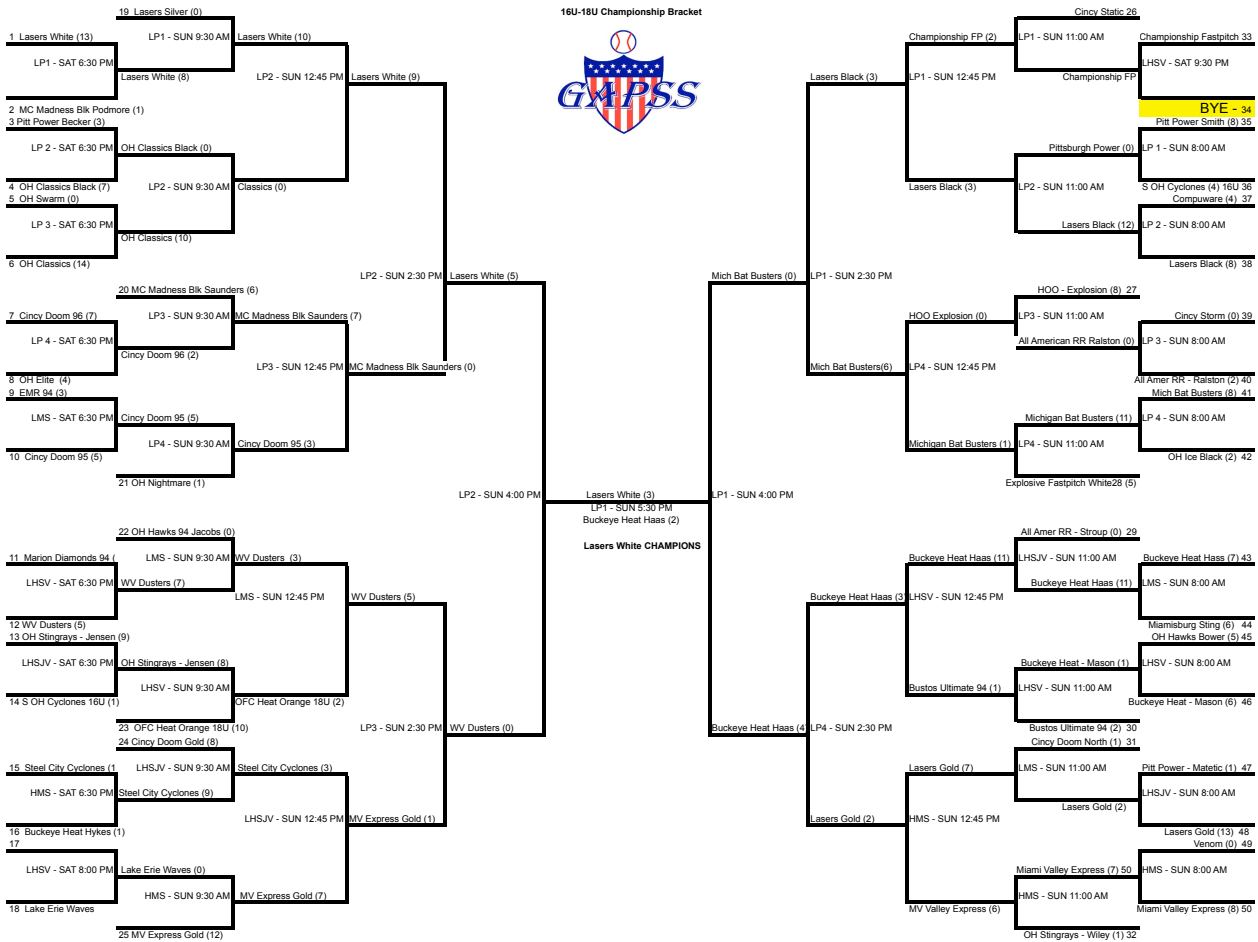 16U-18U Championship Bracket
GAPSS
19 Lasers Silver (0)
1 Lasers White (13)
LP1 - SUN 9:30 AM
Lasers White (10)
LP1 - SAT 6:30 PM
Lasers White (8)
LP2 - SUN 12:45 PM
Lasers White (9)
2 MC Madness Blk Podmore (1)
3 Pitt Power Becker (3)
LP 2 - SAT 6:30 PM
OH Classics Black (0)
4 OH Classics Black (7)
LP2 - SUN 9:30 AM
Classics (0)
5 OH Swarm (0)
LP 3 - SAT 6:30 PM
OH Classics (10)
6 OH Classics (14)
LP2 - SUN 2:30 PM
Lasers White (5)
20 MC Madness Blk Saunders (6)
7 Cincy Doom 96 (7)
LP3 - SUN 9:30 AM
MC Madness Blk Saunders (7)
LP 4 - SAT 6:30 PM
Cincy Doom 96 (2)
LP3 - SUN 12:45 PM
MC Madness Blk Saunders (0)
8 OH Elite (4)
9 EMR 94 (3)
LMS - SAT 6:30 PM
Cincy Doom 95 (5)
LP4 - SUN 9:30 AM
Cincy Doom 95 (3)
10 Cincy Doom 95 (5)
21 OH Nightmare (1)
LP2 - SUN 4:00 PM
Lasers White (3)
LP1 - SUN 5:30 PM
Buckeye Heat Haas (2)
Lasers White CHAMPIONS
LP1 - SUN 4:00 PM
22 OH Hawks 94 Jacobs (0)
11 Marion Diamonds 94 (
LMS - SUN 9:30 AM
WV Dusters (3)
LHSV - SAT 6:30 PM
WV Dusters (7)
LMS - SUN 12:45 PM
WV Dusters (5)
12 WV Dusters (5)
13 OH Stingrays - Jensen (9)
LHSJV - SAT 6:30 PM
OH Stingrays - Jensen (8)
LHSV - SUN 9:30 AM
14 S OH Cyclones 16U (1)
OFC Heat Orange 18U (2)
23 OFC Heat Orange 18U (10)
LP3 - SUN 2:30 PM
WV Dusters (0)
24 Cincy Doom Gold (8)
15 Steel City Cyclones (1
LHSJV - SUN 9:30 AM
Steel City Cyclones (3)
HMS - SAT 6:30 PM
Steel City Cyclones (9)
LHSJV - SUN 12:45 PM
MV Express Gold (1)
16 Buckeye Heat Hykes (1)
17
LHSV - SAT 8:00 PM
Lake Erie Waves (0)
HMS - SUN 9:30 AM
MV Express Gold (7)
18 Lake Erie Waves
25 MV Express Gold (12)
Cincy Static 26
Championship FP (2)
LP1 - SUN 11:00 AM
Championship Fastpitch 33
LHSV - SAT 9:30 PM
Championship FP
Lasers Black (3)
LP1 - SUN 12:45 PM
BYE - 34
Pitt Power Smith (8) 35
Pittsburgh Power (0)
LP 1 - SUN 8:00 AM
Lasers Black (3)
LP2 - SUN 11:00 AM
S OH Cyclones (4) 16U 36
Compuware (4) 37
Lasers Black (12)
LP 2 - SUN 8:00 AM
Lasers Black (8) 38
Mich Bat Busters (0)
LP1 - SUN 2:30 PM
HOO - Explosion (8) 27
HOO Explosion (0)
LP3 - SUN 11:00 AM
Cincy Storm (0) 39
All American RR Ralston (0)
LP 3 - SUN 8:00 AM
Mich Bat Busters(6)
LP4 - SUN 12:45 PM
All Amer RR - Ralston (2) 40
Mich Bat Busters (8) 41
Michigan Bat Busters (11)
LP 4 - SUN 8:00 AM
Michigan Bat Busters (1)
LP4 - SUN 11:00 AM
OH Ice Black (2) 42
Explosive Fastpitch White28 (5)
All Amer RR - Stroup (0) 29
Buckeye Heat Haas (11)
LHSJV - SUN 11:00 AM
Buckeye Heat Hass (7) 43
Buckeye Heat Haas (11)
LMS - SUN 8:00 AM
Buckeye Heat Haas (3)
LHSV - SUN 12:45 PM
Miamisburg Sting (6) 44
OH Hawks Bower (5) 45
Buckeye Heat - Mason (1)
LHSV - SUN 8:00 AM
Bustos Ultimate 94 (1)
LHSV - SUN 11:00 AM
Buckeye Heat - Mason (6) 46
Bustos Ultimate 94 (2) 30
Buckeye Heat Haas (4)
LP4 - SUN 2:30 PM
Cincy Doom North (1) 31
Lasers Gold (7)
LMS - SUN 11:00 AM
Pitt Power - Matetic (1) 47
LHSJV - SUN 8:00 AM
Lasers Gold (2)
Lasers Gold (2)
HMS - SUN 12:45 PM
Lasers Gold (13) 48
Venom (0) 49
Miami Valley Express (7) 50
HMS - SUN 8:00 AM
HMS - SUN 11:00 AM
MV Valley Express (6)
Miami Valley Express (8) 50
OH Stingrays - Wiley (1) 32